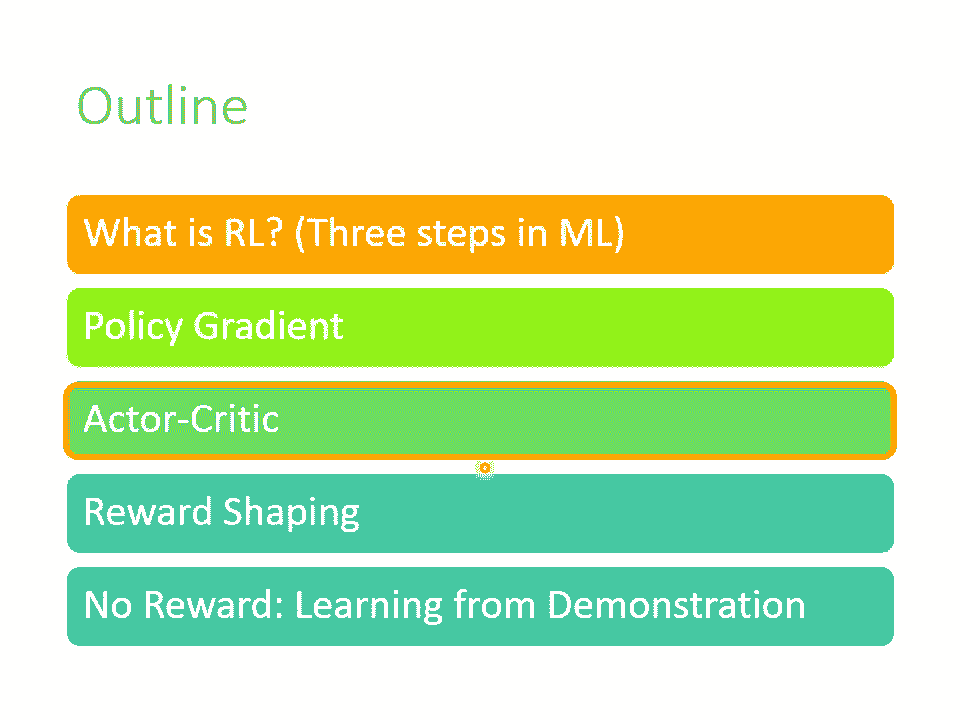 Outline
What is RL? (Three steps in ML)
Policy Gradient
Actor-Critic
Reward Shaping
No Reward: Learning from Demonstration